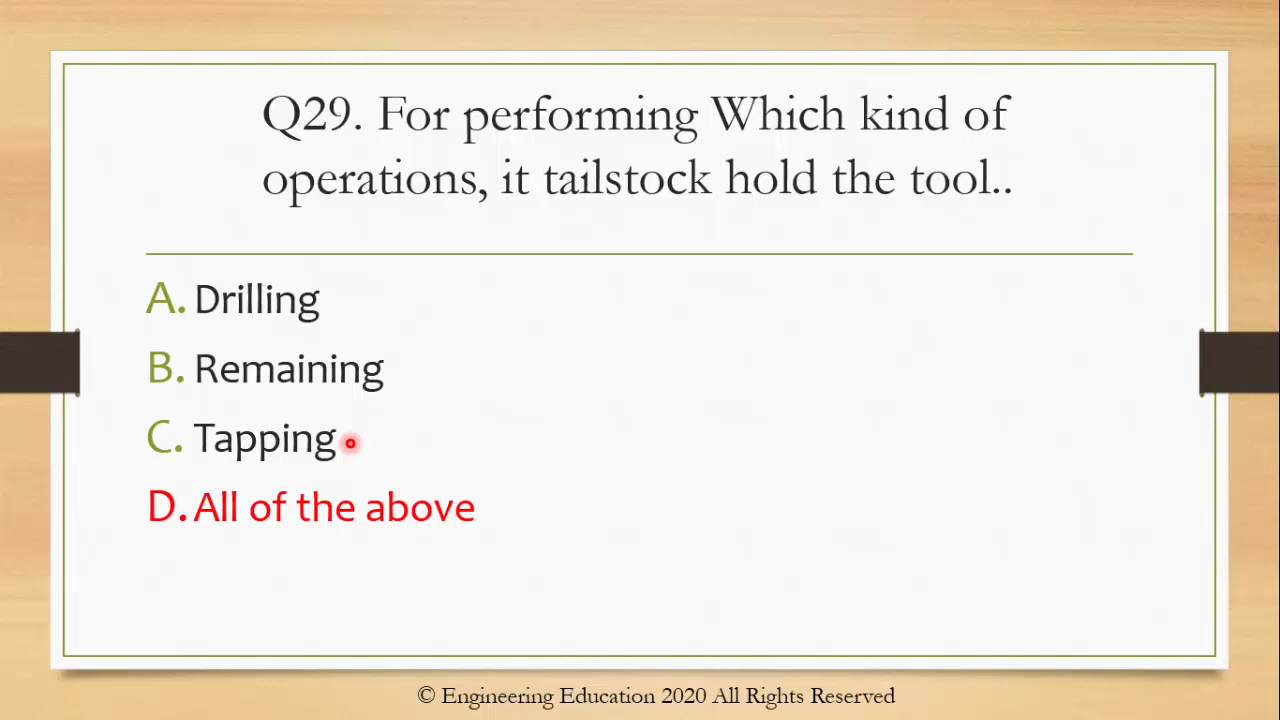 Q29. For performing Which kind of
operations, it tailstock hold the tool..
A. Drilling
B. Remaining
C. Tapping
D. All of the above
© Engineering Education 2020 All Rights Reserved